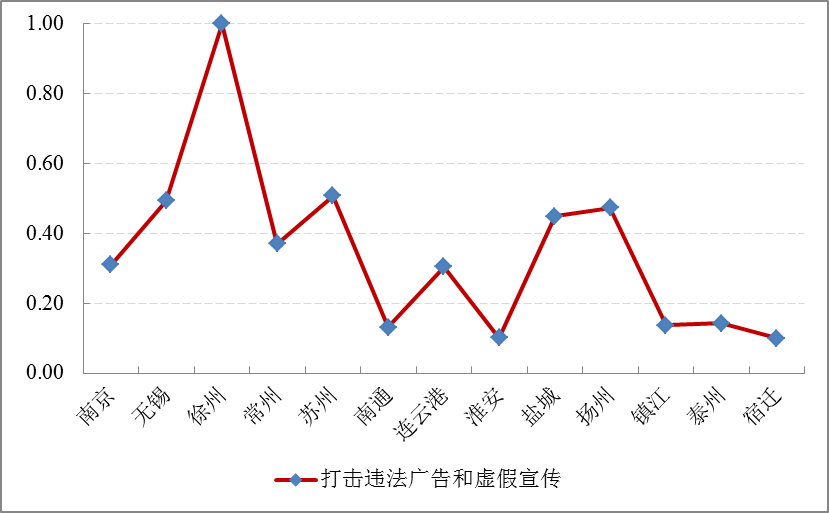 1.00
0.80
0.60
0.40
0.20
0.00
南京
无锡
徐州
常州
苏州
南通
连云港
淮安
盐城
扬州
镇江
泰州
宿迁
打击违法广告和虚假宣传